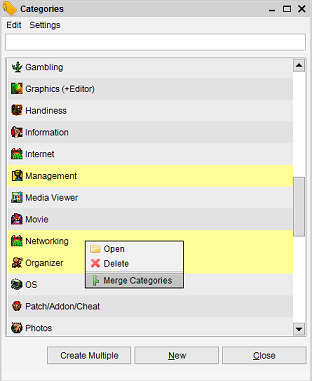 Categories
Edit Settings
Gambling
Graphics (+Editor)
Handiness
Information
Internet
Management
Media Viewer
Movie
Networking
Open
Organizer
Delete
OS
Merge Categories
Patch/Addon/Cheat
Photos
Create Multiple New Close